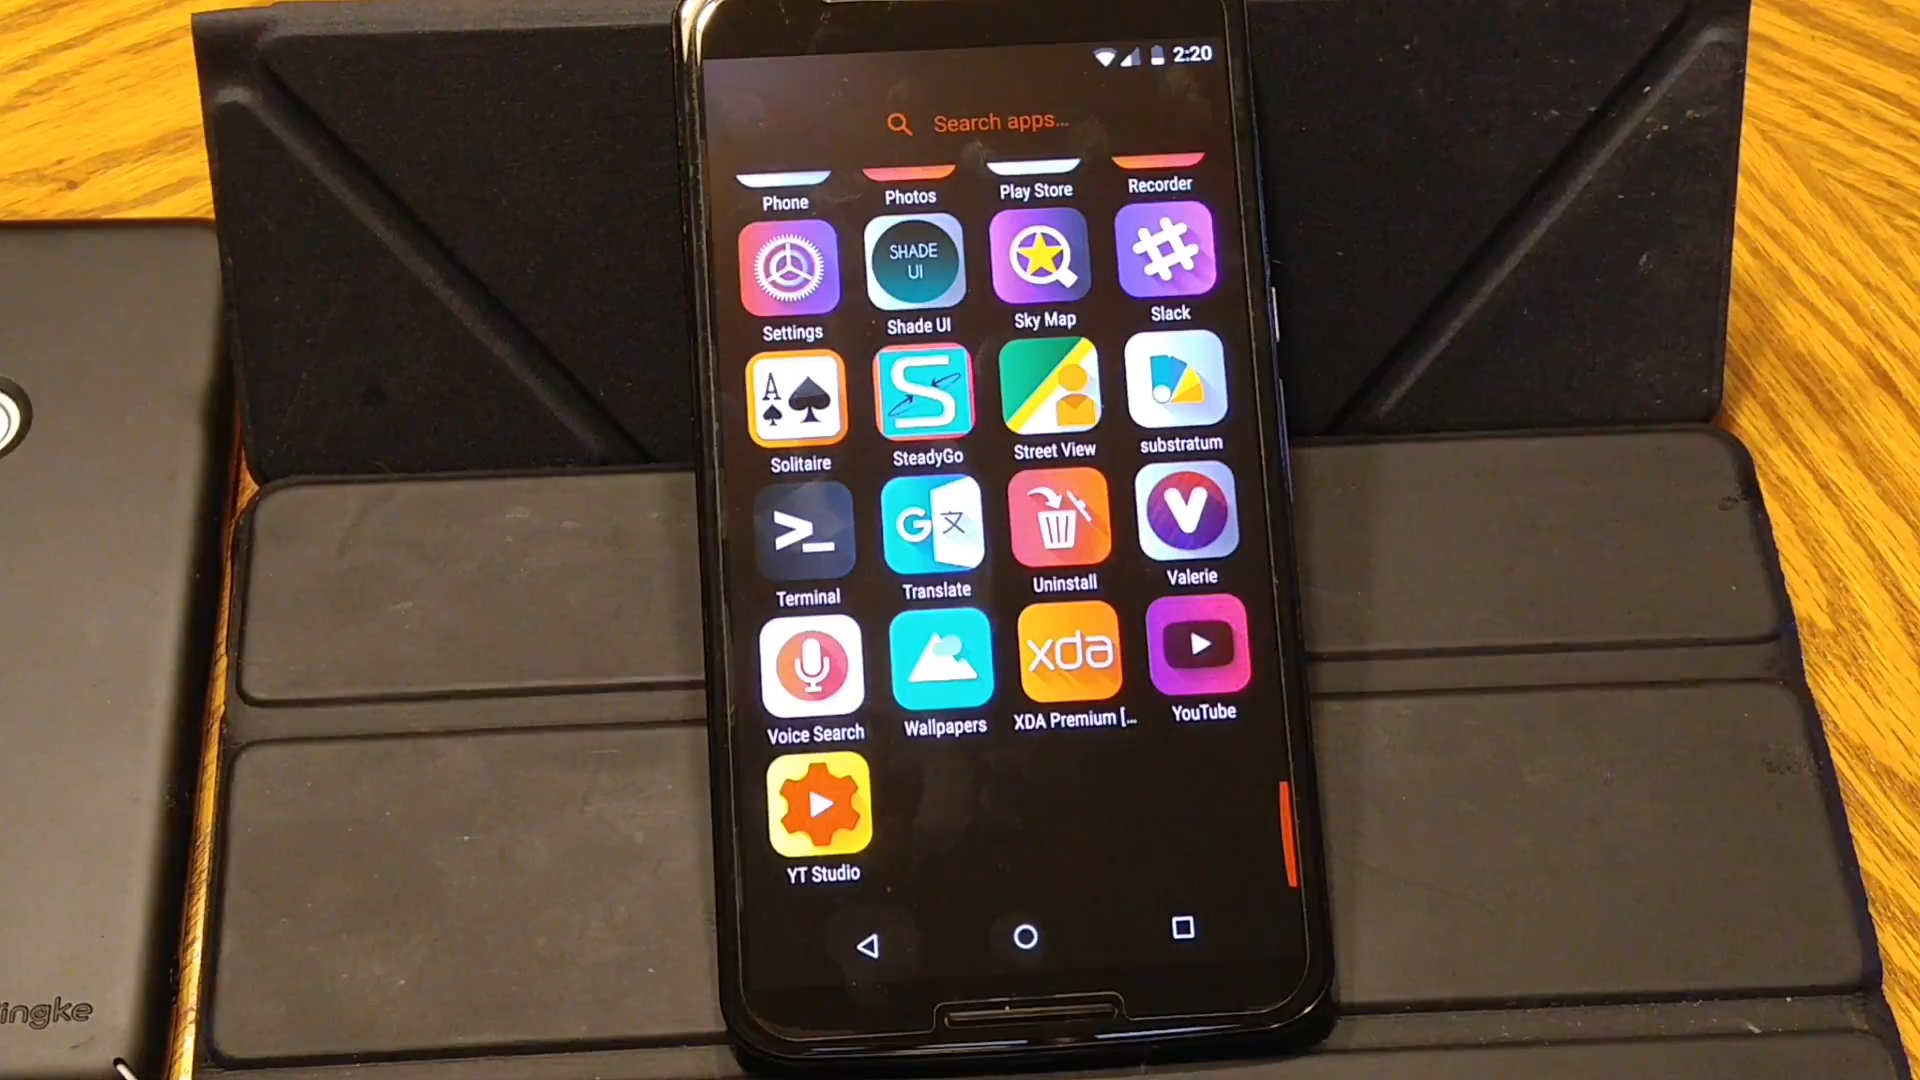 2:20
Search apps...
Phone
Photos
Play Store
Recorder
SHADE
UI
Settings
Shade UI
Sky Map
Slack
A
S
Solitaire
SteadyGo
Street View
substratum
>_
G 文
V
Terminal
Translate
Uninstall
Valerie
xda
Voice Search
Wallpapers
XDA Premium [...
YouTube
YT Studio
ingke